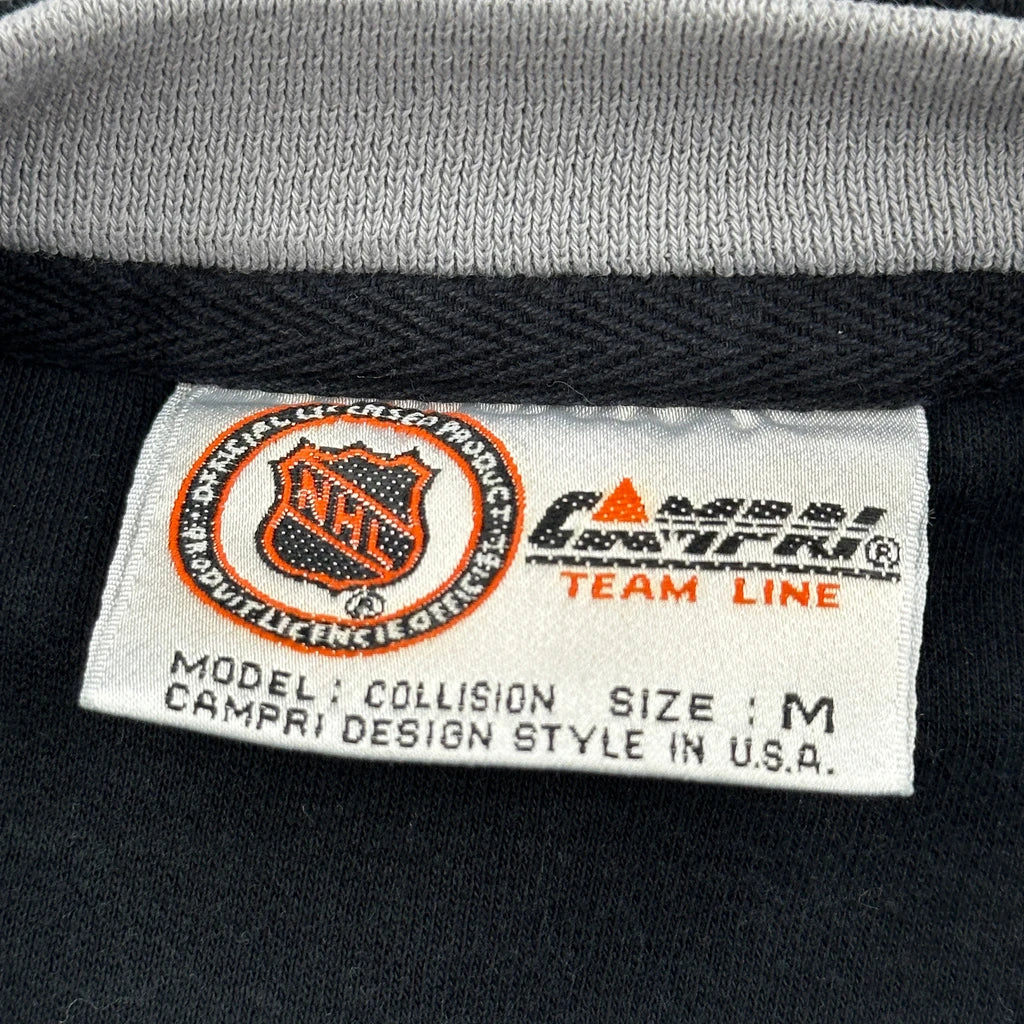 OFFICIAL LICENSED PRODUCT
NHL
PRODUIT LICENCIE OFFICIEL
®
CAMPRI®
TEAM LINE
MODEL : COLLISION SIZE : M
CAMPRI DESIGN STYLE IN U.S.A.